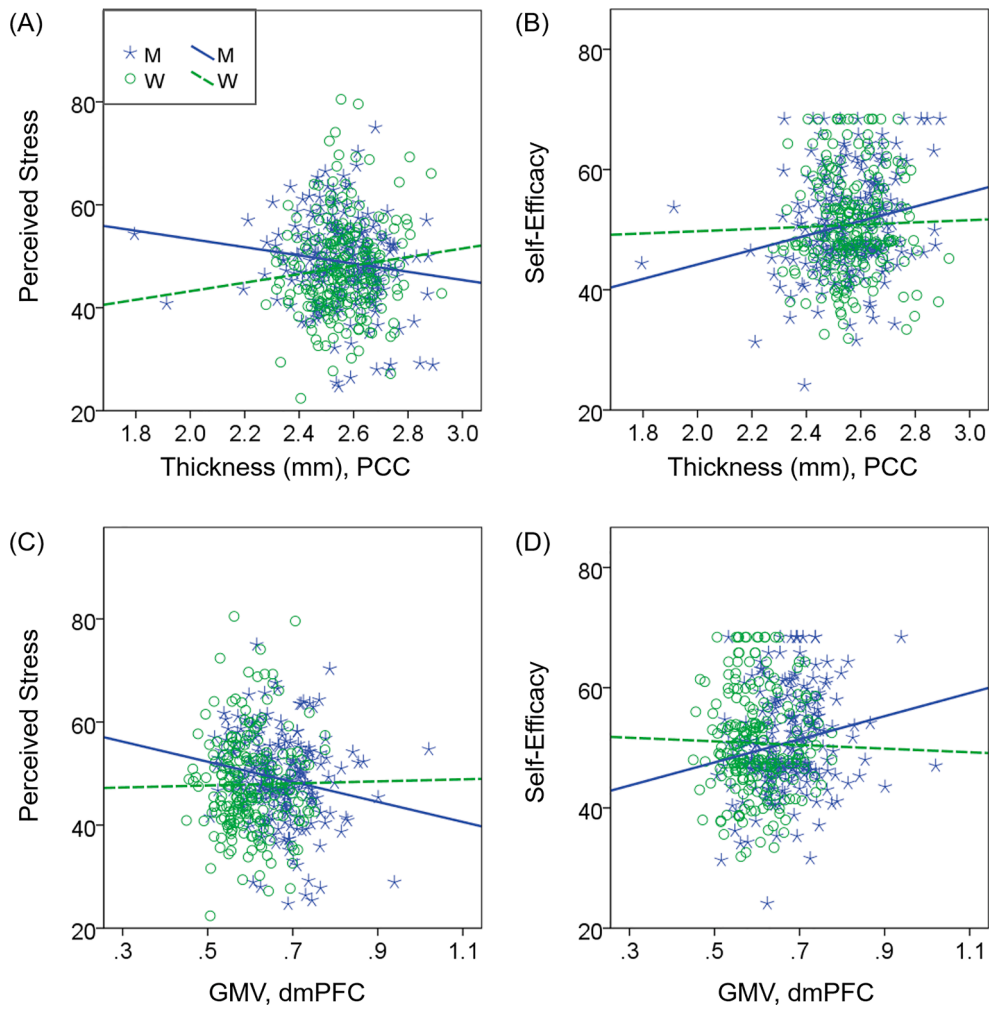 (A)
M M
W W
Perceived Stress
80
60
40
20
1.8 2.0 2.2 2.4 2.6 2.8 3.0
Thickness (mm), PCC
(B)
Self-Efficacy
80
60
40
20
1.8 2.0 2.2 2.4 2.6 2.8 3.0
Thickness (mm), PCC
(C)
Perceived Stress
80
60
40
20
.3 .5 .7 .9 1.1
GMV, dmPFC
(D)
Self-Efficacy
80
60
40
20
.3 .5 .7 .9 1.1
GMV, dmPFC